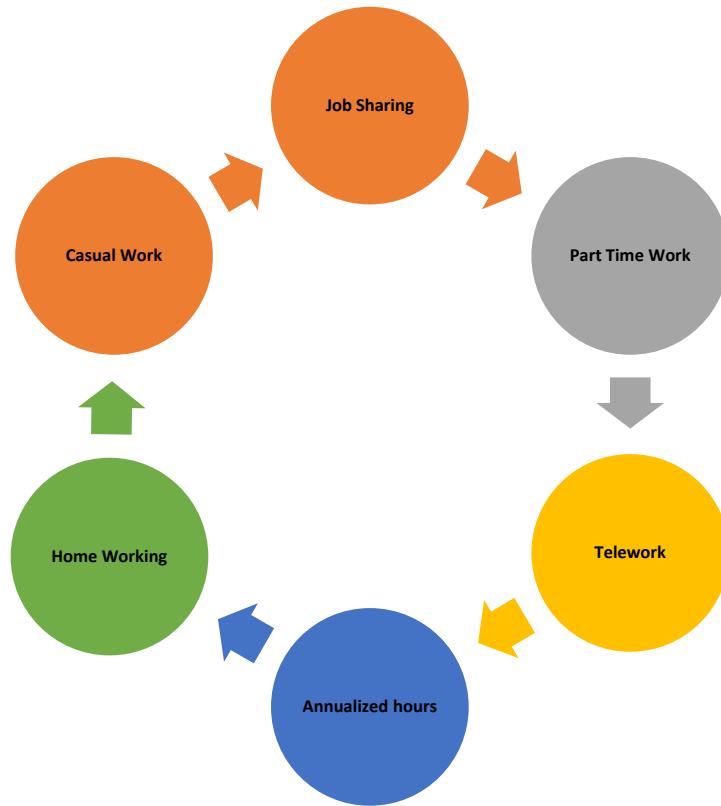 Job Sharing
Part Time Work
Telework
Annualized hours
Home Working
Casual Work